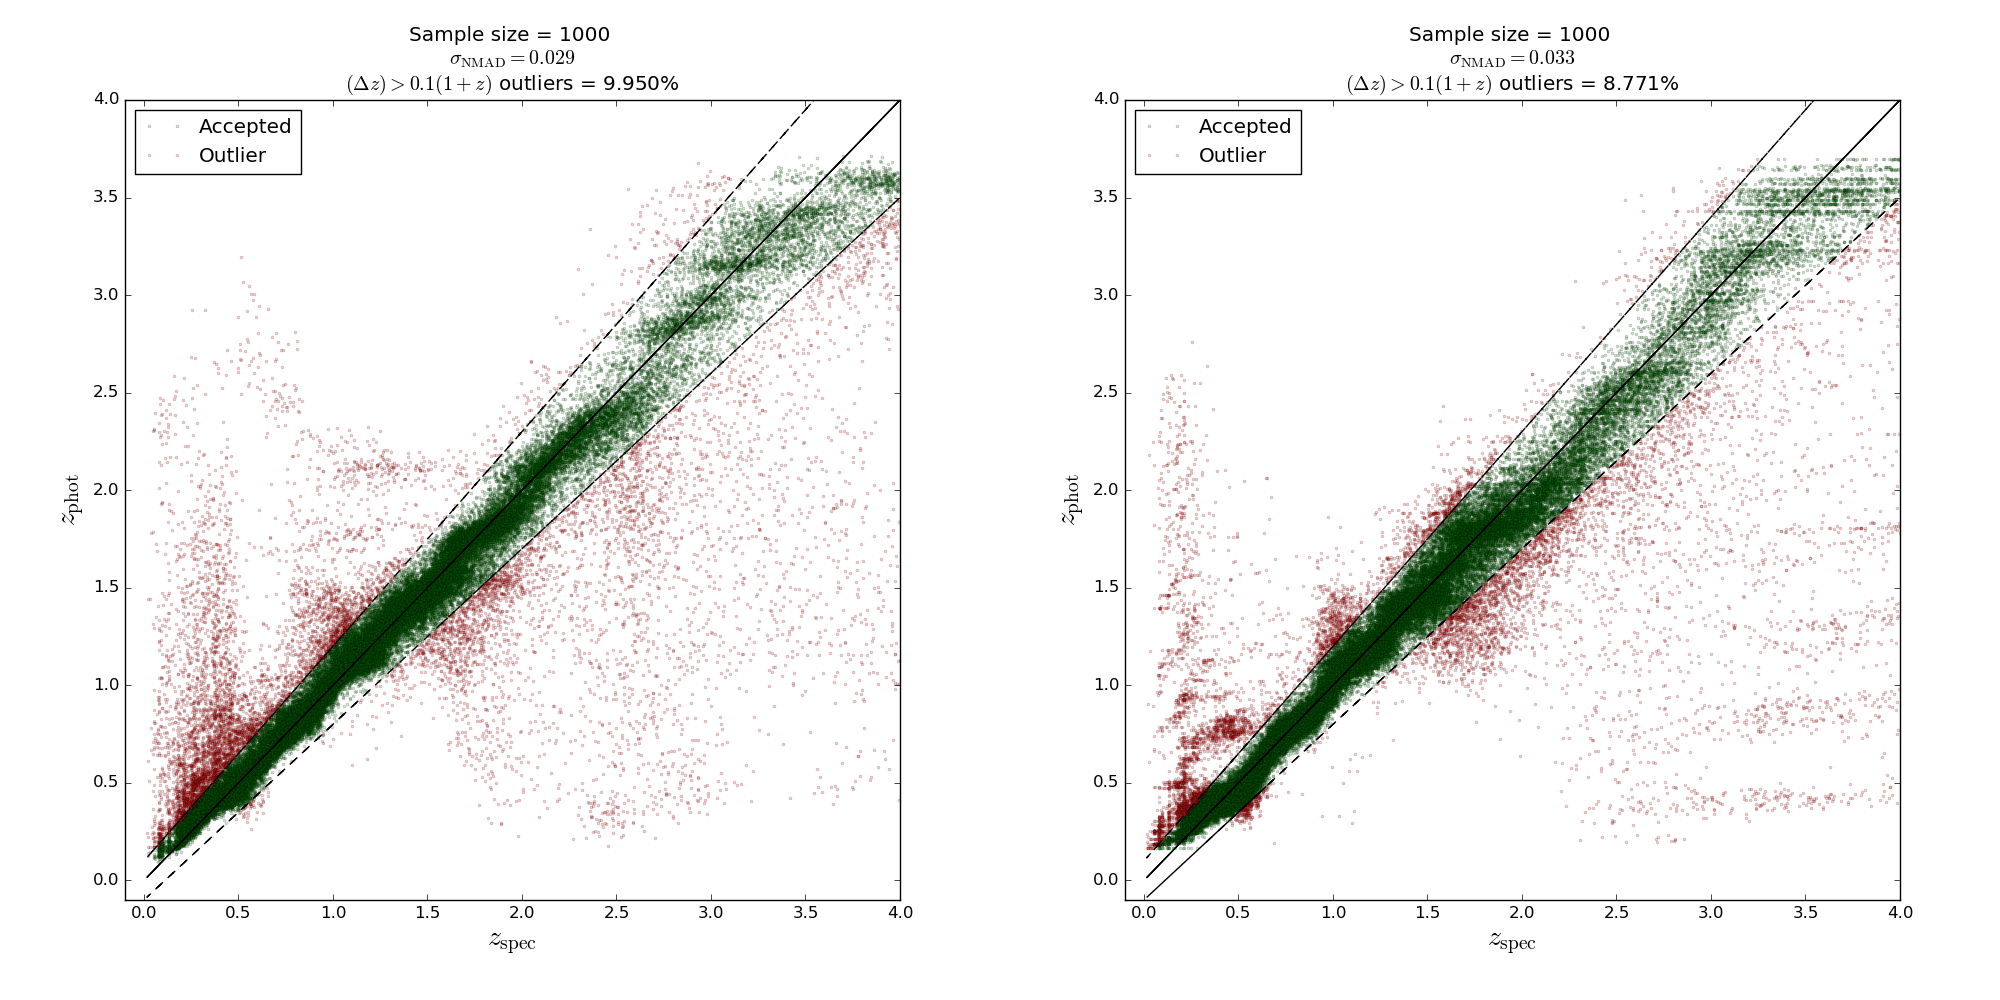 Sample size = 1000
σNMAD = 0.029
(Δz) > 0.1(1 + z) outliers = 9.950%
4.0
3.5
3.0
2.5
2.0
1.5
1.0
0.5
0.0
Accepted
Outlier
zphot
0.0 0.5 1.0 1.5 2.0 2.5 3.0 3.5 4.0
zspec
Sample size = 1000
σNMAD = 0.033
(Δz) > 0.1(1 + z) outliers = 8.771%
4.0
3.5
3.0
2.5
2.0
1.5
1.0
0.5
0.0
Accepted
Outlier
zphot
0.0 0.5 1.0 1.5 2.0 2.5 3.0 3.5 4.0
zspec